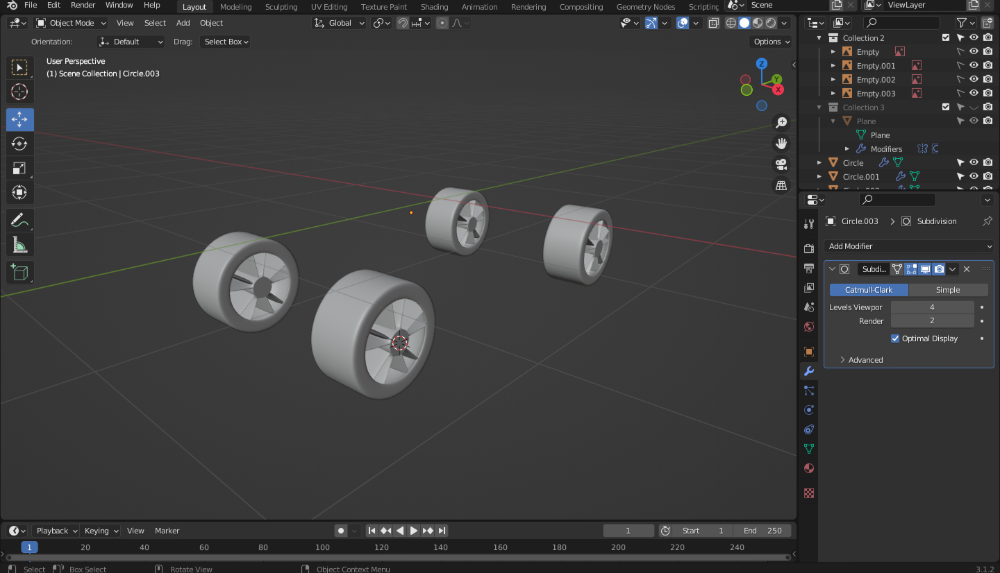 File Edit Render Window Help Layout Modeling Sculpting UV Editing Texture Paint Shading Animation Rendering Compositing Geometry Nodes Scripting Scene ViewLayer
Object Mode View Select Add Object Global
Orientation: Default Drag: Select Box Options
User Perspective
(1) Scene Collection | Circle.003
Z
Y
X
Collection 2
Empty
Empty.001
Empty.002
Empty.003
Collection 3
Plane
Plane
Modifiers
Circle
Circle.001
Circle.003 Subdivision
Add Modifier
Subdi...
Catmull-Clark Simple
Levels Viewpor 4
Render 2
Optimal Display
Advanced
Playback Keying View Marker 1 Start 1 End 250
1 20 40 60 80 100 120 140 160 180 200 220 240
Select Box Select Rotate View Object Context Menu 3.1.2